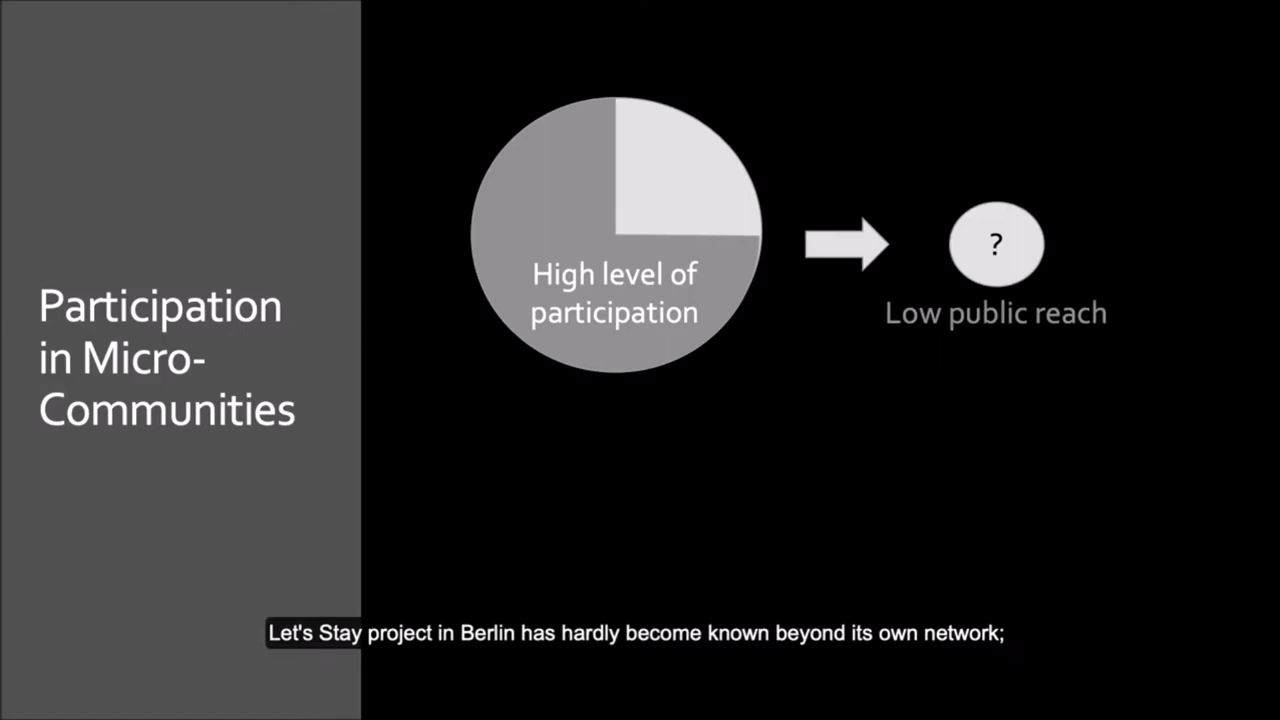 Participation
in Micro-
Communities
High level of
participation
?
Low public reach
Let's Stay project in Berlin has hardly become known beyond its own network;